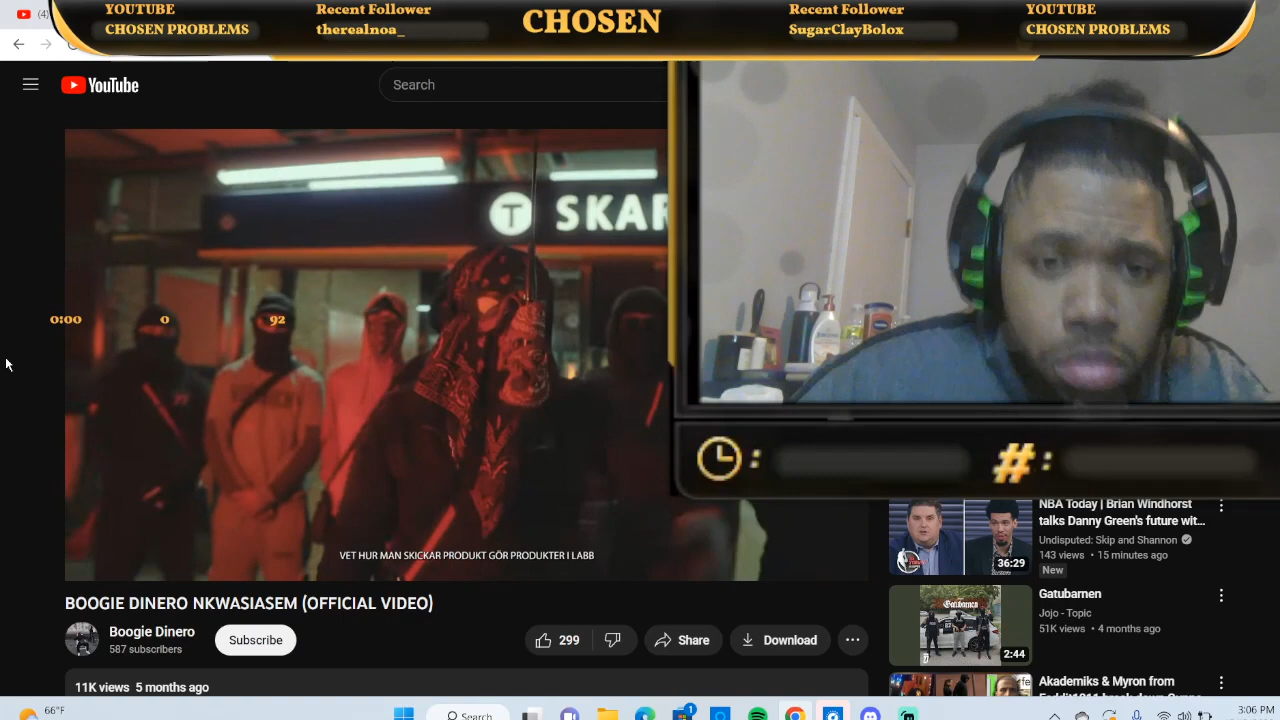 YOUTUBE
CHOSEN PROBLEMS
Recent Follower
therealnoa_
CHOSEN
Recent Follower
SugarClayBolox
YOUTUBE
CHOSEN PROBLEMS
(4)
YouTube
Search
T SKAR
0:00 0 92
VET HUR MAN SKICKAR PRODUKT GÖR PRODUKTER I LABB
:
# :
BOOGIE DINERO NKWASIASEM (OFFICIAL VIDEO)
Boogie Dinero
587 subscribers
Subscribe
299
Share
Download
11K views 5 months ago
NBA Today | Brian Windhorst
talks Danny Green's future wit...
Undisputed: Skip and Shannon
143 views • 15 minutes ago
New
36:29
Gatubarnen
Jojo - Topic
51K views • 4 months ago
Gatubarnen
2:44
Akademiks & Myron from
66°F
Search
1
3:06 PM